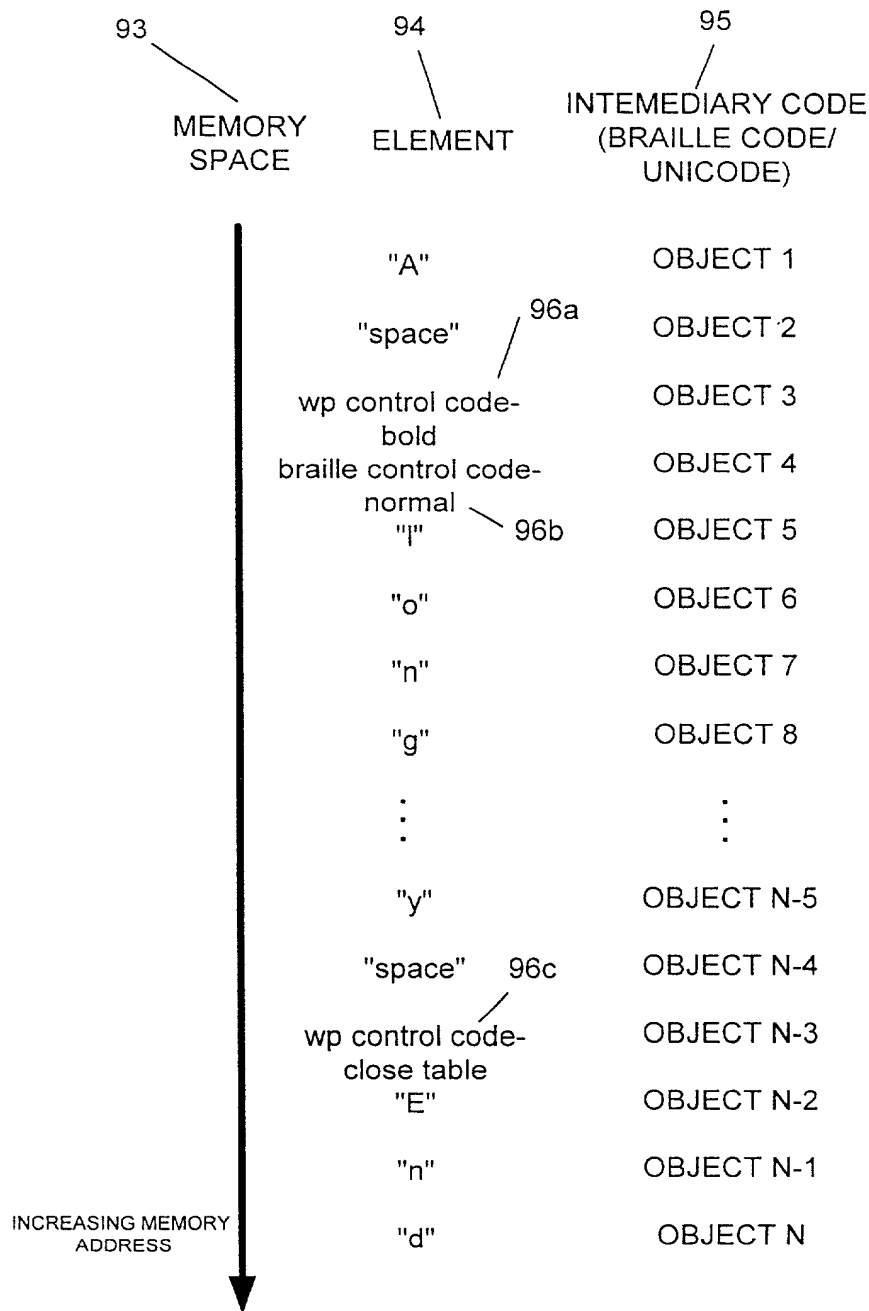 93
94
95
MEMORY SPACE
ELEMENT
INTEMEDIARY CODE (BRAILLE CODE/ UNICODE)
"A" OBJECT 1
96a
"space" OBJECT 2
wp control code- OBJECT 3
bold
braille control code- OBJECT 4
normal
"l" 96b OBJECT 5
"o" OBJECT 6
"n" OBJECT 7
"g" OBJECT 8
"y" OBJECT N-5
"space" 96c OBJECT N-4
wp control code- OBJECT N-3
close table
"E" OBJECT N-2
"n" OBJECT N-1
INCREASING MEMORY
ADDRESS
"d" OBJECT N